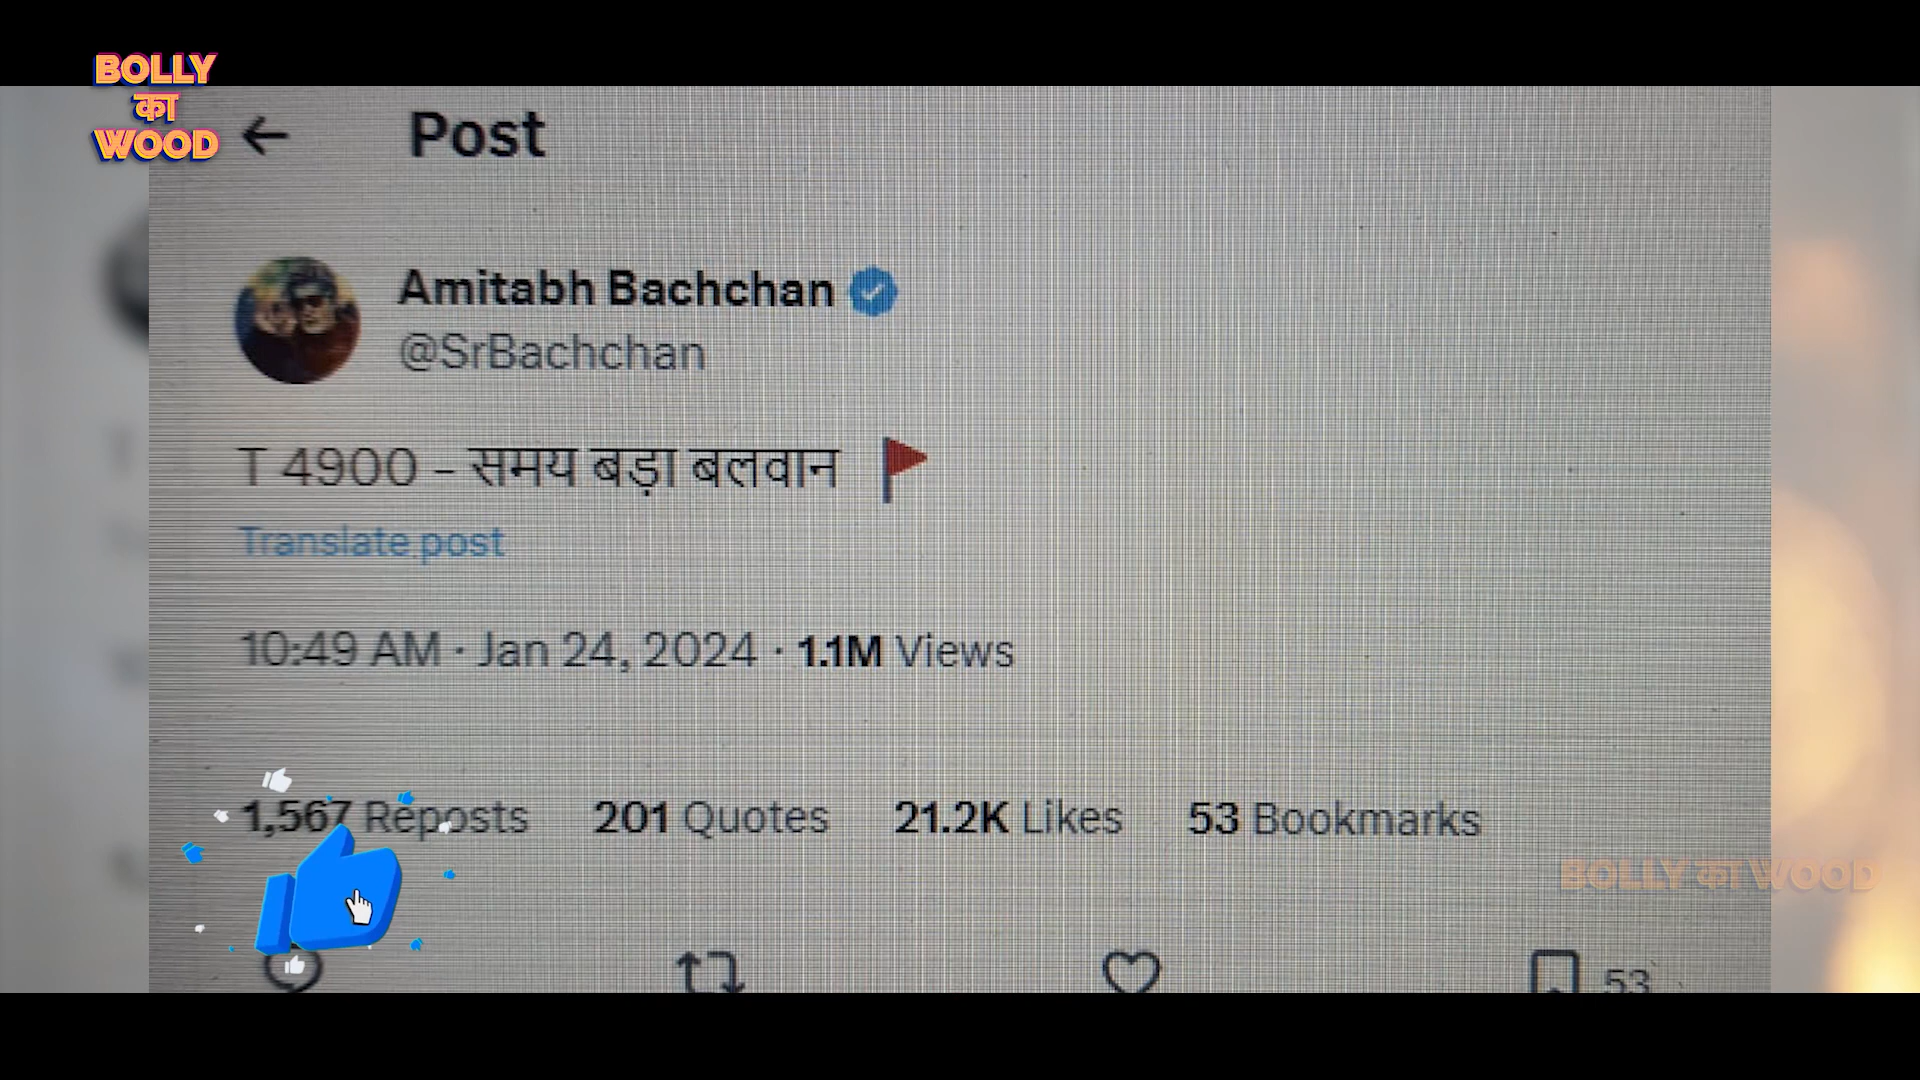 BOLLY
का
WOOD
Post
Amitabh Bachchan
@SrBachchan
T 4900 - समय बड़ा बलवान 🚩
Translate post
10:49 AM · Jan 24, 2024 · 1.1M Views
1,567 Reposts 201 Quotes 21.2K Likes 53 Bookmarks
BOLLY का WOOD
53